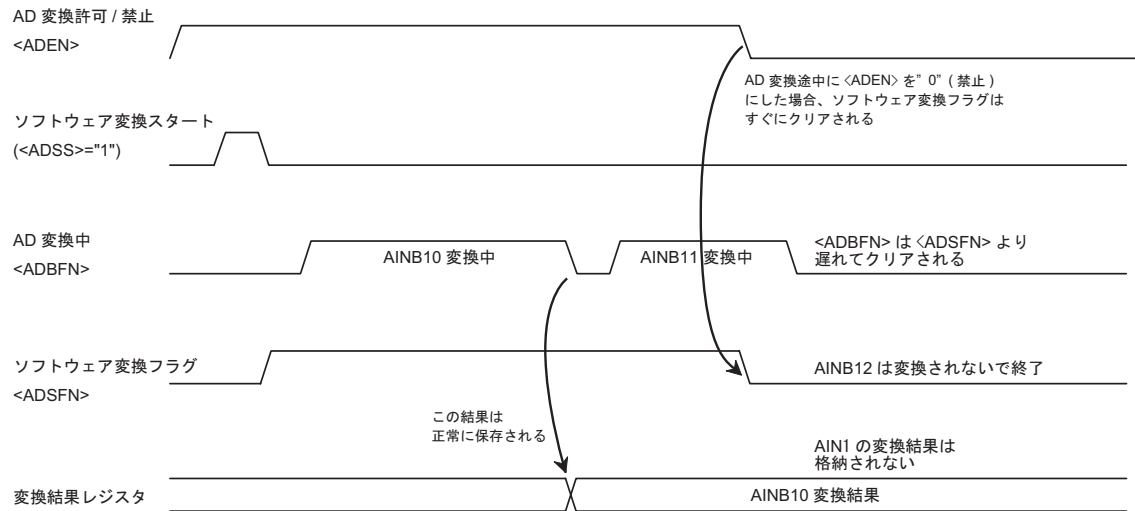 AD 変換許可 / 禁止
<ADEN>
AD 変換途中に <ADEN> を” 0” ( 禁止 )
にした場合、ソフトウェア変換フラグは
すぐにクリアされる
ソフトウェア変換スタート
(<ADSS>="1")
AD 変換中
<ADBFN>
AINB10 変換中
AINB11 変換中
<ADBFN> は <ADSFN> より
遅れてクリアされる
ソフトウェア変換フラグ
<ADSFN>
AINB12 は変換されないで終了
この結果は
正常に保存される
AIN1 の変換結果は
格納されない
変換結果レジスタ
AINB10 変換結果